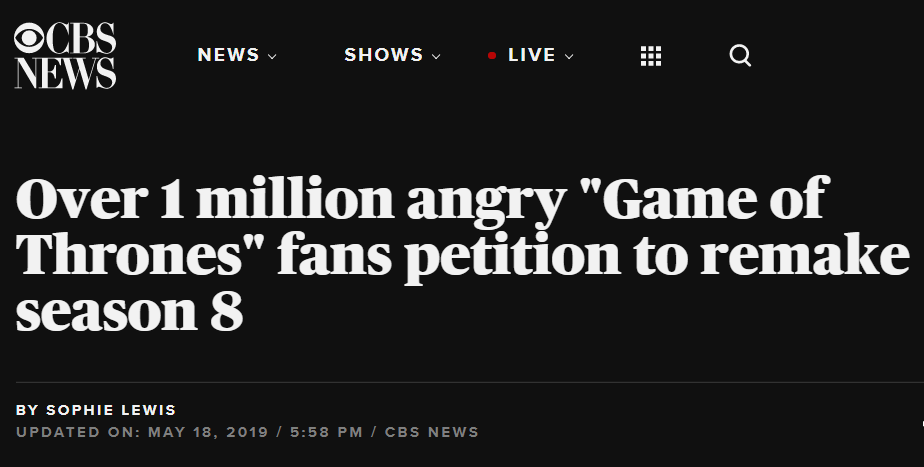 CBS
NEWS
NEWS
SHOWS
LIVE
Over 1 million angry "Game of
Thrones" fans petition to remake
season 8
BY SOPHIE LEWIS
UPDATED ON: MAY 18, 2019 / 5:58 PM / CBS NEWS